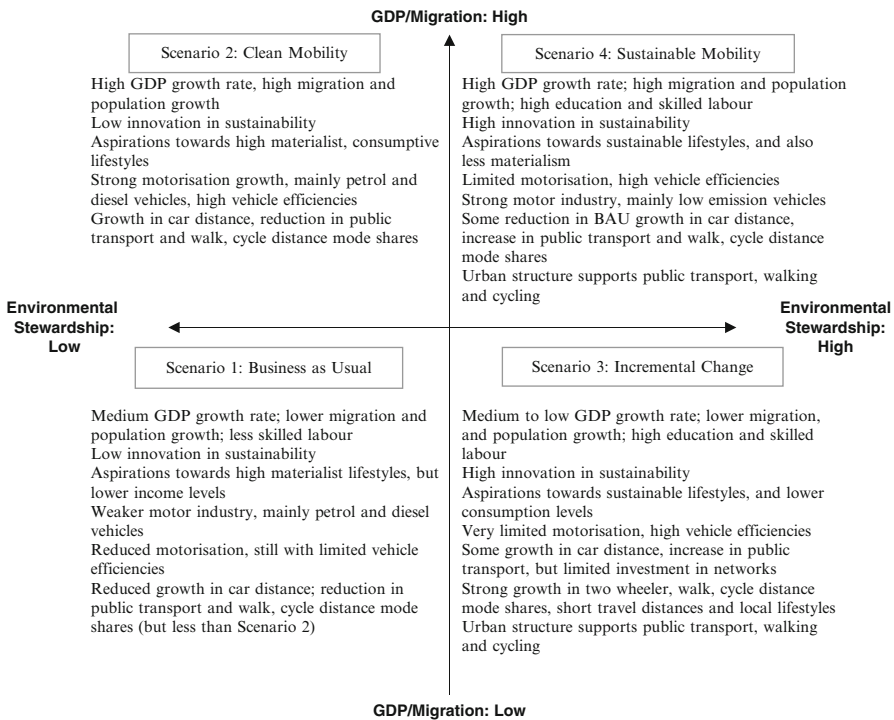 GDP/Migration: High
Scenario 2: Clean Mobility
High GDP growth rate, high migration and
population growth
Low innovation in sustainability
Aspirations towards high materialist, consumptive
lifestyles
Strong motorisation growth, mainly petrol and
diesel vehicles, high vehicle efficiencies
Growth in car distance, reduction in public
transport and walk, cycle distance mode shares
Scenario 4: Sustainable Mobility
High GDP growth rate; high migration and population
growth; high education and skilled labour
High innovation in sustainability
Aspirations towards sustainable lifestyles, and also
less materialism
Limited motorisation, high vehicle efficiencies
Strong motor industry, mainly low emission vehicles
Some reduction in BAU growth in car distance,
increase in public transport and walk, cycle distance
mode shares
Urban structure supports public transport, walking
and cycling
Environmental
Stewardship:
Low
Environmental
Stewardship:
High
Scenario 1: Business as Usual
Medium GDP growth rate; lower migration and
population growth; less skilled labour
Low innovation in sustainability
Aspirations towards high materialist lifestyles, but
lower income levels
Weaker motor industry, mainly petrol and diesel
vehicles
Reduced motorisation, still with limited vehicle
efficiencies
Reduced growth in car distance; reduction in
public transport and walk, cycle distance mode
shares (but less than Scenario 2)
Scenario 3: Incremental Change
Medium to low GDP growth rate; lower migration,
and population growth; high education and skilled
labour
High innovation in sustainability
Aspirations towards sustainable lifestyles, and lower
consumption levels
Very limited motorisation, high vehicle efficiencies
Some growth in car distance, increase in public
transport, but limited investment in networks
Strong growth in two wheeler, walk, cycle distance
mode shares, short travel distances and local lifestyles
Urban structure supports public transport, walking
and cycling
GDP/Migration: Low